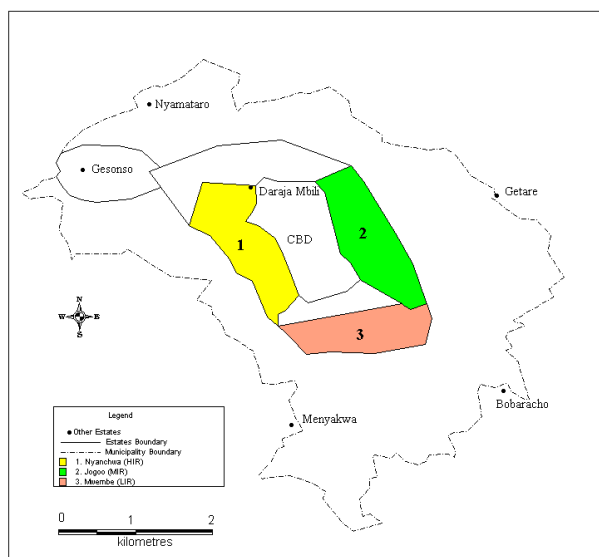 Nyamataro
Gesonso
Daraja Mbili
Getare
1
CBD
2
N
W E
S
3
Menyakwa
Bobaracho
Legend
Other Estates
Estates Boundary
Municipality Boundary
1. Nyanchwa (HIR)
2. Jogoo (MIR)
3. Mwembe (LIR)
0 1 2
kilometres